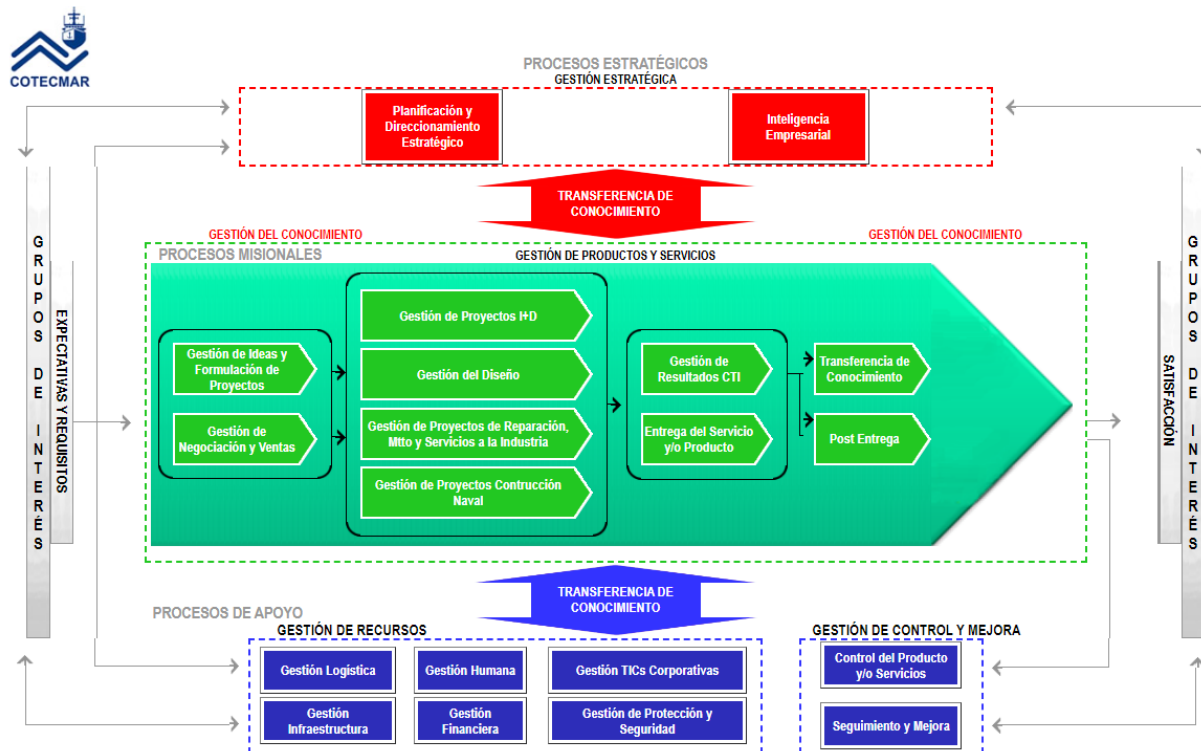 COTECMAR
PROCESOS ESTRATÉGICOS
GESTIÓN ESTRATÉGICA
Planificación y
Direccionamiento
Estratégico
Inteligencia
Empresarial
TRANSFERENCIA DE
CONOCIMIENTO
GESTIÓN DEL CONOCIMIENTO
GESTIÓN DEL CONOCIMIENTO
PROCESOS MISIONALES
GESTIÓN DE PRODUCTOS Y SERVICIOS
GRUPOS DE INTERÉS
EXPECTATIVAS Y REQUISITOS
Gestión de Ideas y
Formulación de
Proyectos
Gestión de
Negociación y Ventas
Gestión de Proyectos I+D
Gestión del Diseño
Gestión de Proyectos de Reparación,
Mtto y Servicios a la Industria
Gestión de Proyectos Contrucción
Naval
Gestión de
Resultados CTI
Entrega del Servicio
y/o Producto
Transferencia de
Conocimiento
Post Entrega
SATISFACCIÓN
GRUPOS DE INTERÉS
TRANSFERENCIA DE
CONOCIMIENTO
PROCESOS DE APOYO
GESTIÓN DE RECURSOS
Gestión Logística
Gestión Humana
Gestión TICs Corporativas
Gestión
Infraestructura
Gestión
Financiera
Gestión de Protección y
Seguridad
GESTIÓN DE CONTROL Y MEJORA
Control del Producto
y/o Servicios
Seguimiento y Mejora